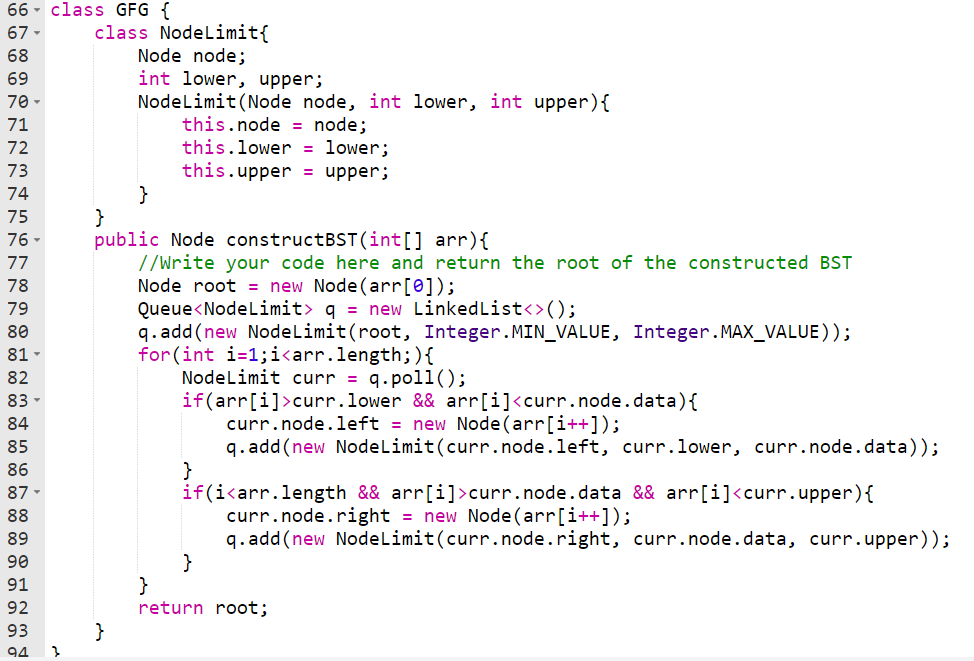 66 class GFG {
67     class NodeLimit{
68         Node node;
69         int lower, upper;
70         NodeLimit(Node node, int lower, int upper){
71             this.node = node;
72             this.lower = lower;
73             this.upper = upper;
74         }
75     }
76     public Node constructBST(int[] arr){
77         //Write your code here and return the root of the constructed BST
78         Node root = new Node(arr[0]);
79         Queue<NodeLimit> q = new LinkedList<>();
80         q.add(new NodeLimit(root, Integer.MIN_VALUE, Integer.MAX_VALUE));
81         for(int i=1;i<arr.length;){
82             NodeLimit curr = q.poll();
83             if(arr[i]>curr.lower && arr[i]<curr.node.data){
84                 curr.node.left = new Node(arr[i++]);
85                 q.add(new NodeLimit(curr.node.left, curr.lower, curr.node.data));
86             }
87             if(i<arr.length && arr[i]>curr.node.data && arr[i]<curr.upper){
88                 curr.node.right = new Node(arr[i++]);
89                 q.add(new NodeLimit(curr.node.right, curr.node.data, curr.upper));
90             }
91         }
92         return root;
93     }
94 }